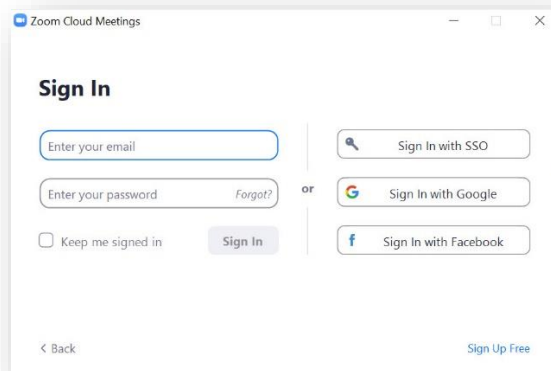 Zoom Cloud Meetings
Sign In
Enter your email
Enter your password Forgot?
Keep me signed in Sign In
or
Sign In with SSO
Sign In with Google
Sign In with Facebook
< Back
Sign Up Free